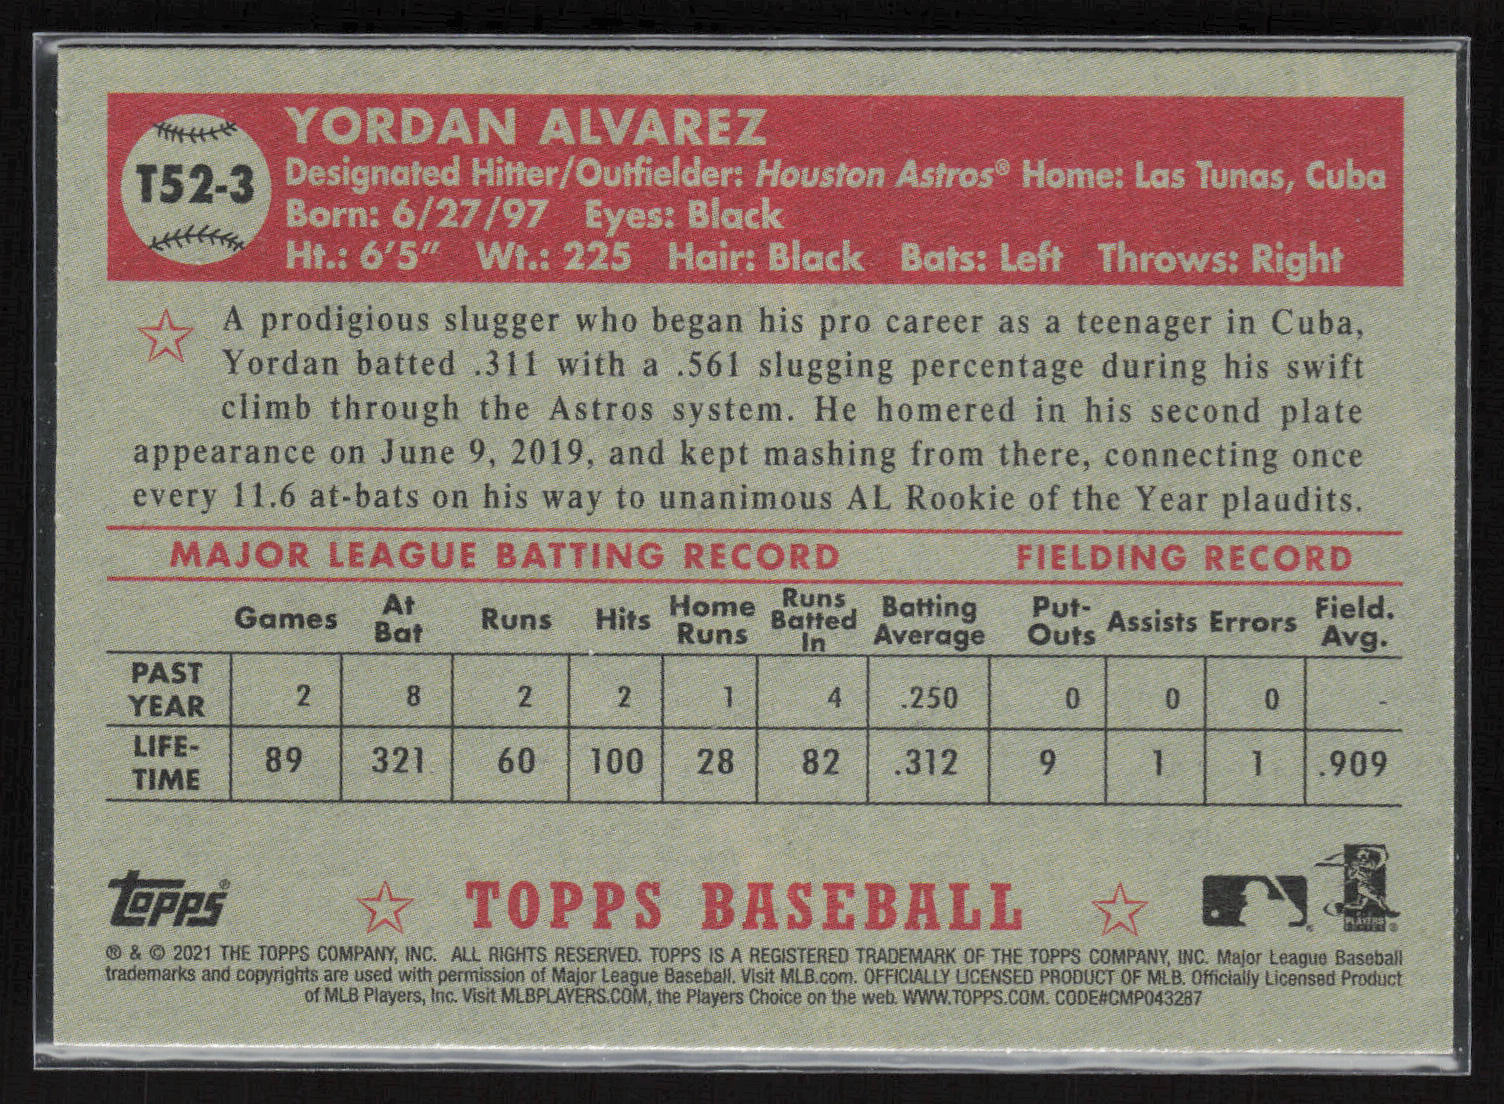 YORDAN ALVAREZ
T52-3
Designated Hitter/Outfielder: Houston Astros® Home: Las Tunas, Cuba
Born: 6/27/97 Eyes: Black
Ht.: 6'5" Wt.: 225 Hair: Black Bats: Left Throws: Right
A prodigious slugger who began his pro career as a teenager in Cuba,
Yordan batted .311 with a .561 slugging percentage during his swift
climb through the Astros system. He homered in his second plate
appearance on June 9, 2019, and kept mashing from there, connecting once
every 11.6 at-bats on his way to unanimous AL Rookie of the Year plaudits.
MAJOR LEAGUE BATTING RECORD FIELDING RECORD
Games At Bat Runs Hits Home Runs Runs Batted In Batting Average Put-Outs Assists Errors Field. Avg.
PAST YEAR 2 8 2 2 1 4 .250 0 0 0 -
LIFE-TIME 89 321 60 100 28 82 .312 9 1 1 .909
Topps® TOPPS BASEBALL PLAYERS
® & © 2021 THE TOPPS COMPANY, INC. ALL RIGHTS RESERVED. TOPPS IS A REGISTERED TRADEMARK OF THE TOPPS COMPANY, INC. Major League Baseball
trademarks and copyrights are used with permission of Major League Baseball. Visit MLB.com. OFFICIALLY LICENSED PRODUCT OF MLB. Officially Licensed Product
of MLB Players, Inc. Visit MLBPLAYERS.COM, the Players Choice on the web. WWW.TOPPS.COM. CODE#CMP043287